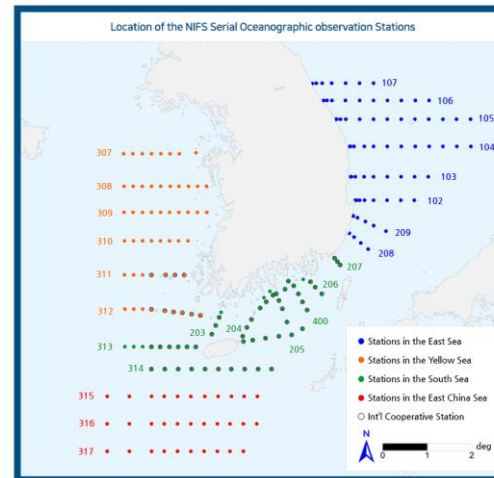 Location of the NIFS Serial Oceanographic observation Stations
107
106
105
104
307
308
103
309
102
310
209
208
311
207
206
312
203
204
400
313
205
314
315
316
317
Stations in the East Sea
Stations in the Yellow Sea
Stations in the South Sea
Stations in the East China Sea
Int'l Cooperative Station
N
deg
0 1 2